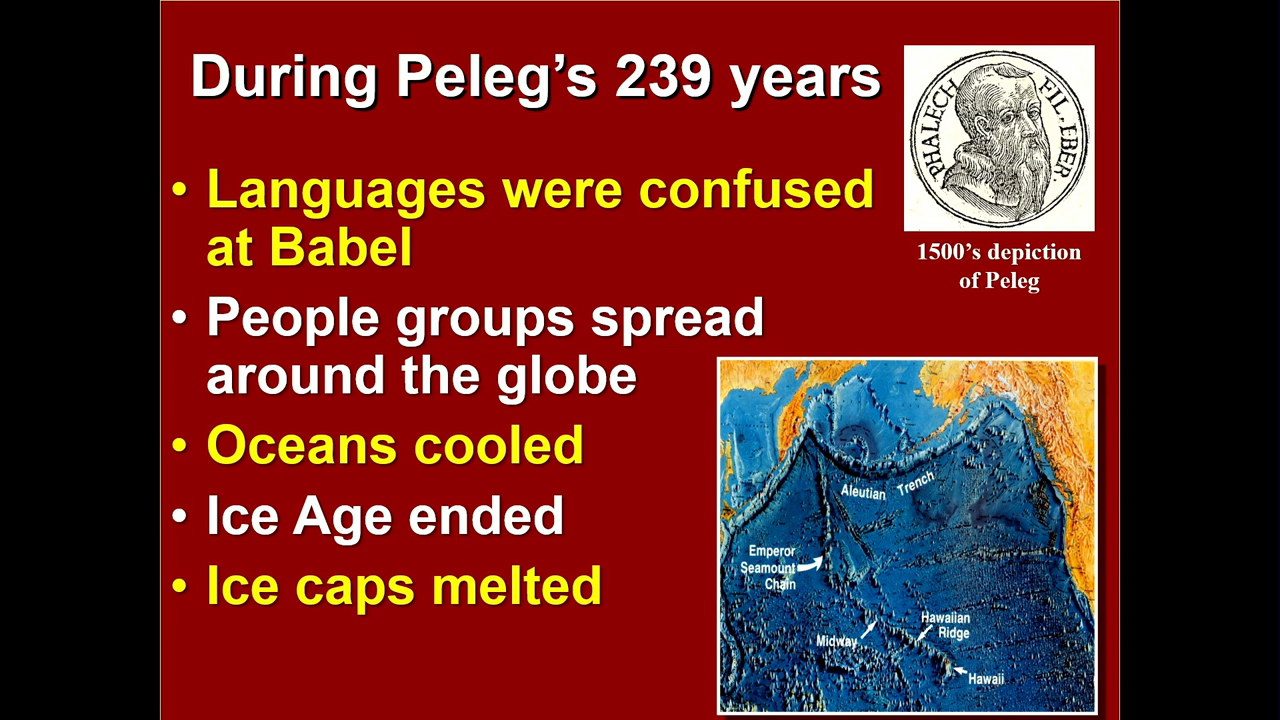 During Peleg’s 239 years
• Languages were confused
at Babel
• People groups spread
around the globe
• Oceans cooled
• Ice Age ended
• Ice caps melted
PHALECH FIL. EBER.
1500’s depiction
of Peleg
Aleutian Trench
Emperor
Seamount
Chain
Hawaiian
Ridge
Midway
Hawaii